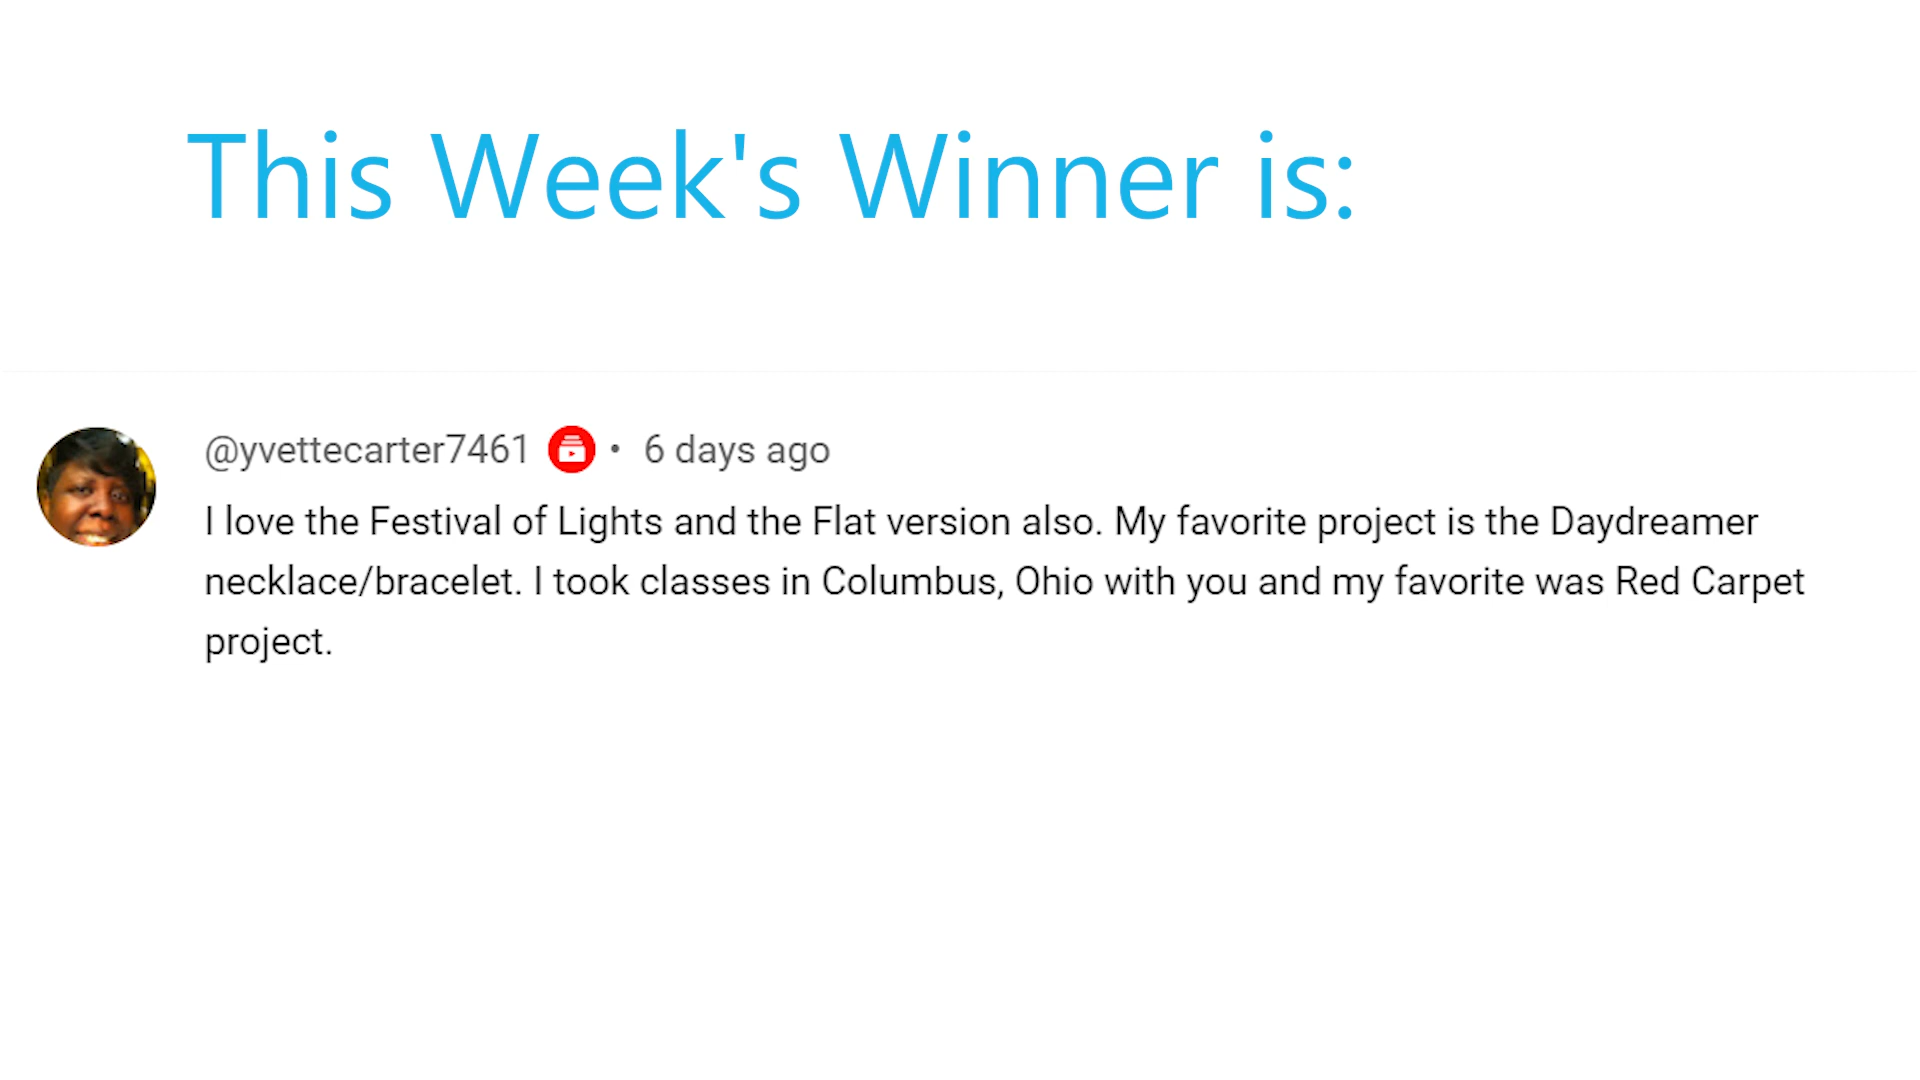 This Week's Winner is:
@yvettecarter7461 • 6 days ago
I love the Festival of Lights and the Flat version also. My favorite project is the Daydreamer
necklace/bracelet. I took classes in Columbus, Ohio with you and my favorite was Red Carpet
project.